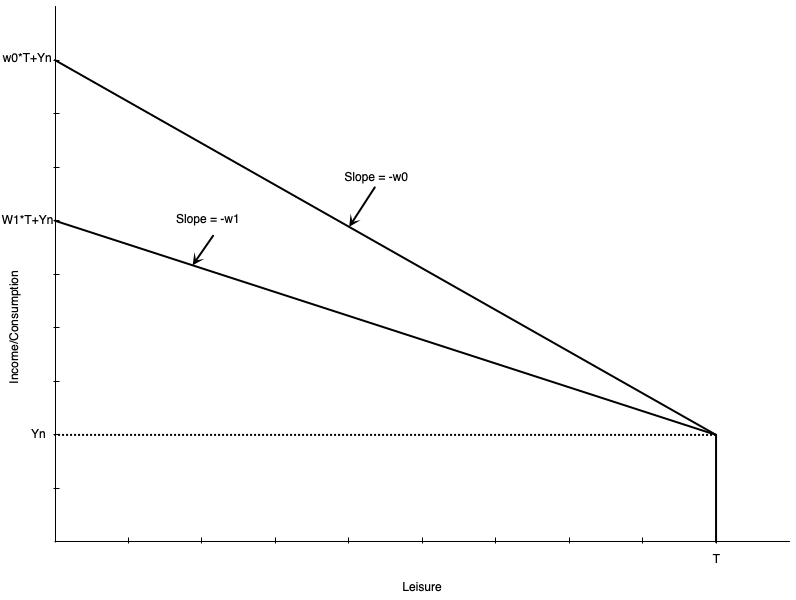 w0*T+Yn
Slope = -w0
Slope = -w1
W1*T+Yn
Income/Consumption
Yn
T
Leisure